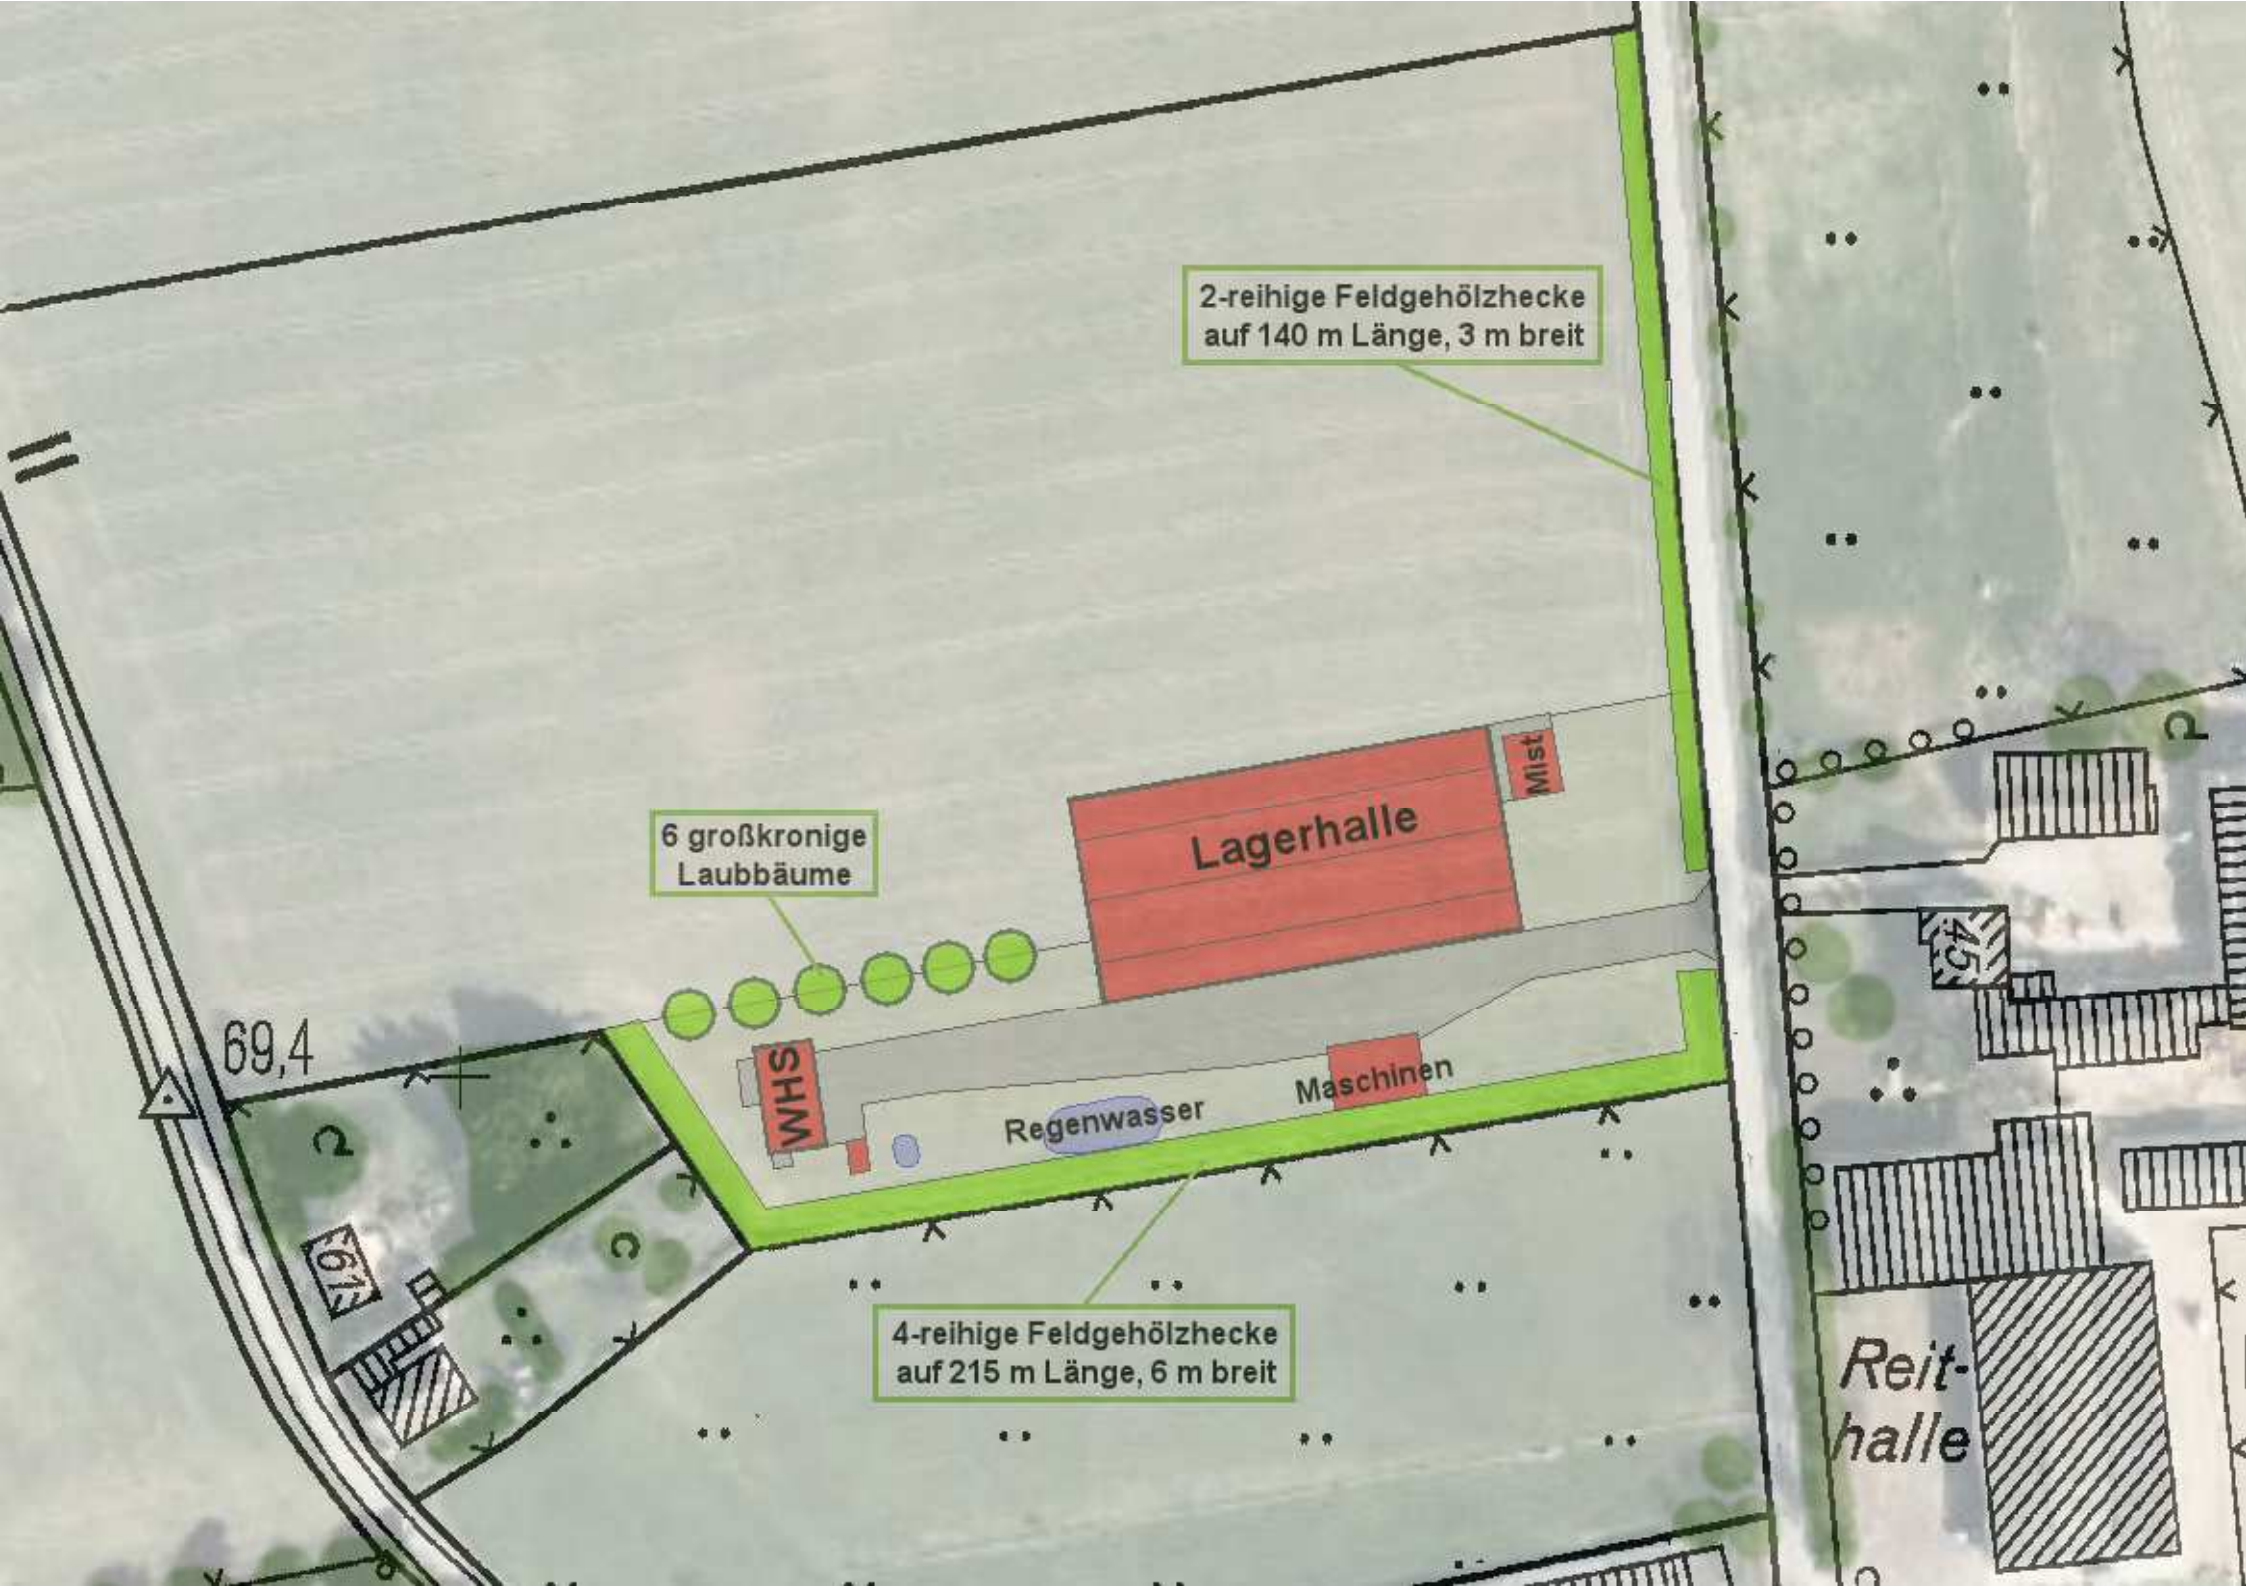 2-reihige Feldgehölzhecke
auf 140 m Länge, 3 m breit
Mist
Lagerhalle
6 großkronige
Laubbäume
45
69,4
WHS
Maschinen
Regenwasser
61
4-reihige Feldgehölzhecke
auf 215 m Länge, 6 m breit
Reit-
halle